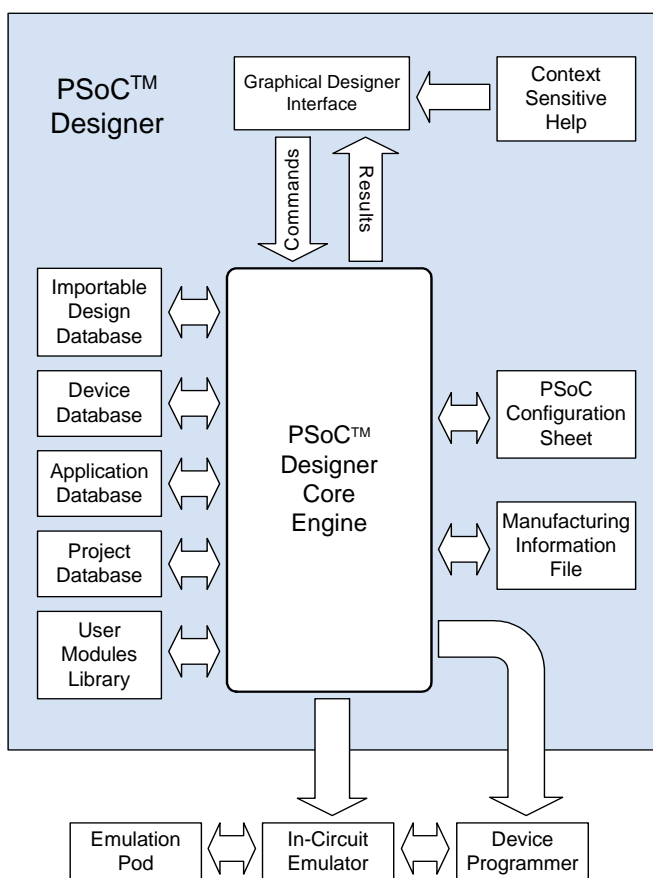 PSoC™
Designer
Graphical Designer
Interface
Context
Sensitive
Help
Commands
Results
Importable
Design
Database
Device
Database
Application
Database
Project
Database
User
Modules
Library
PSoC™
Designer
Core
Engine
PSoC
Configuration
Sheet
Manufacturing
Information
File
Emulation
Pod
In-Circuit
Emulator
Device
Programmer